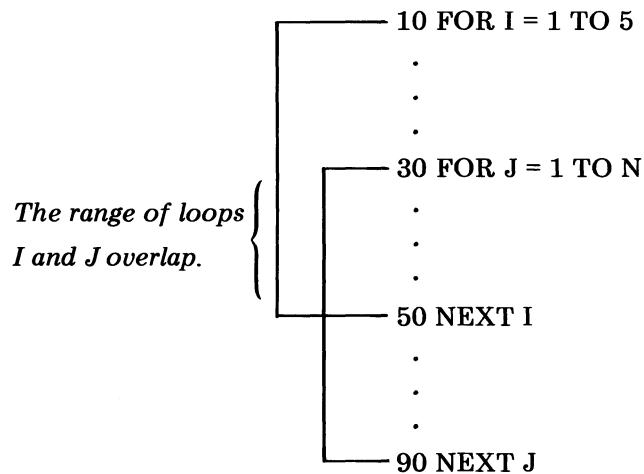 10 FOR I = 1 TO 5
.
.
.
30 FOR J = 1 TO N
The range of loops
I and J overlap.
.
.
.
50 NEXT I
.
.
.
90 NEXT J